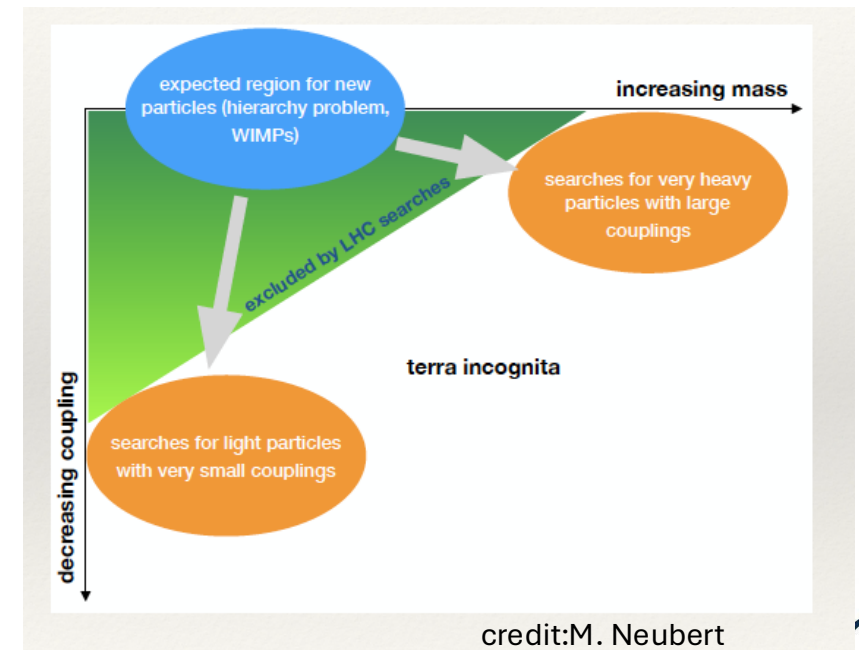 expected region for new
particles (hierarchy problem,
WIMPs)
increasing mass
searches for very heavy
particles with large
couplings
excluded by LHC searches
terra incognita
decreasing coupling
searches for light particles
with very small couplings
credit:M. Neubert